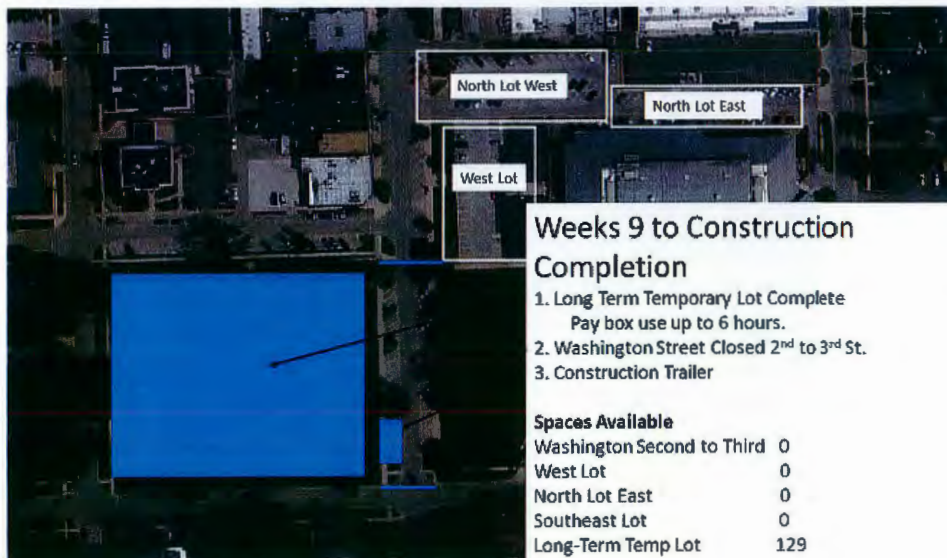 North Lot West
North Lot East
West Lot
Weeks 9 to Construction
Completion
1. Long Term Temporary Lot Complete
Pay box use up to 6 hours.
2. Washington Street Closed 2nd to 3rd St.
3. Construction Trailer
Spaces Available
Washington Second to Third 0
West Lot 0
North Lot East 0
Southeast Lot 0
Long-Term Temp Lot 129